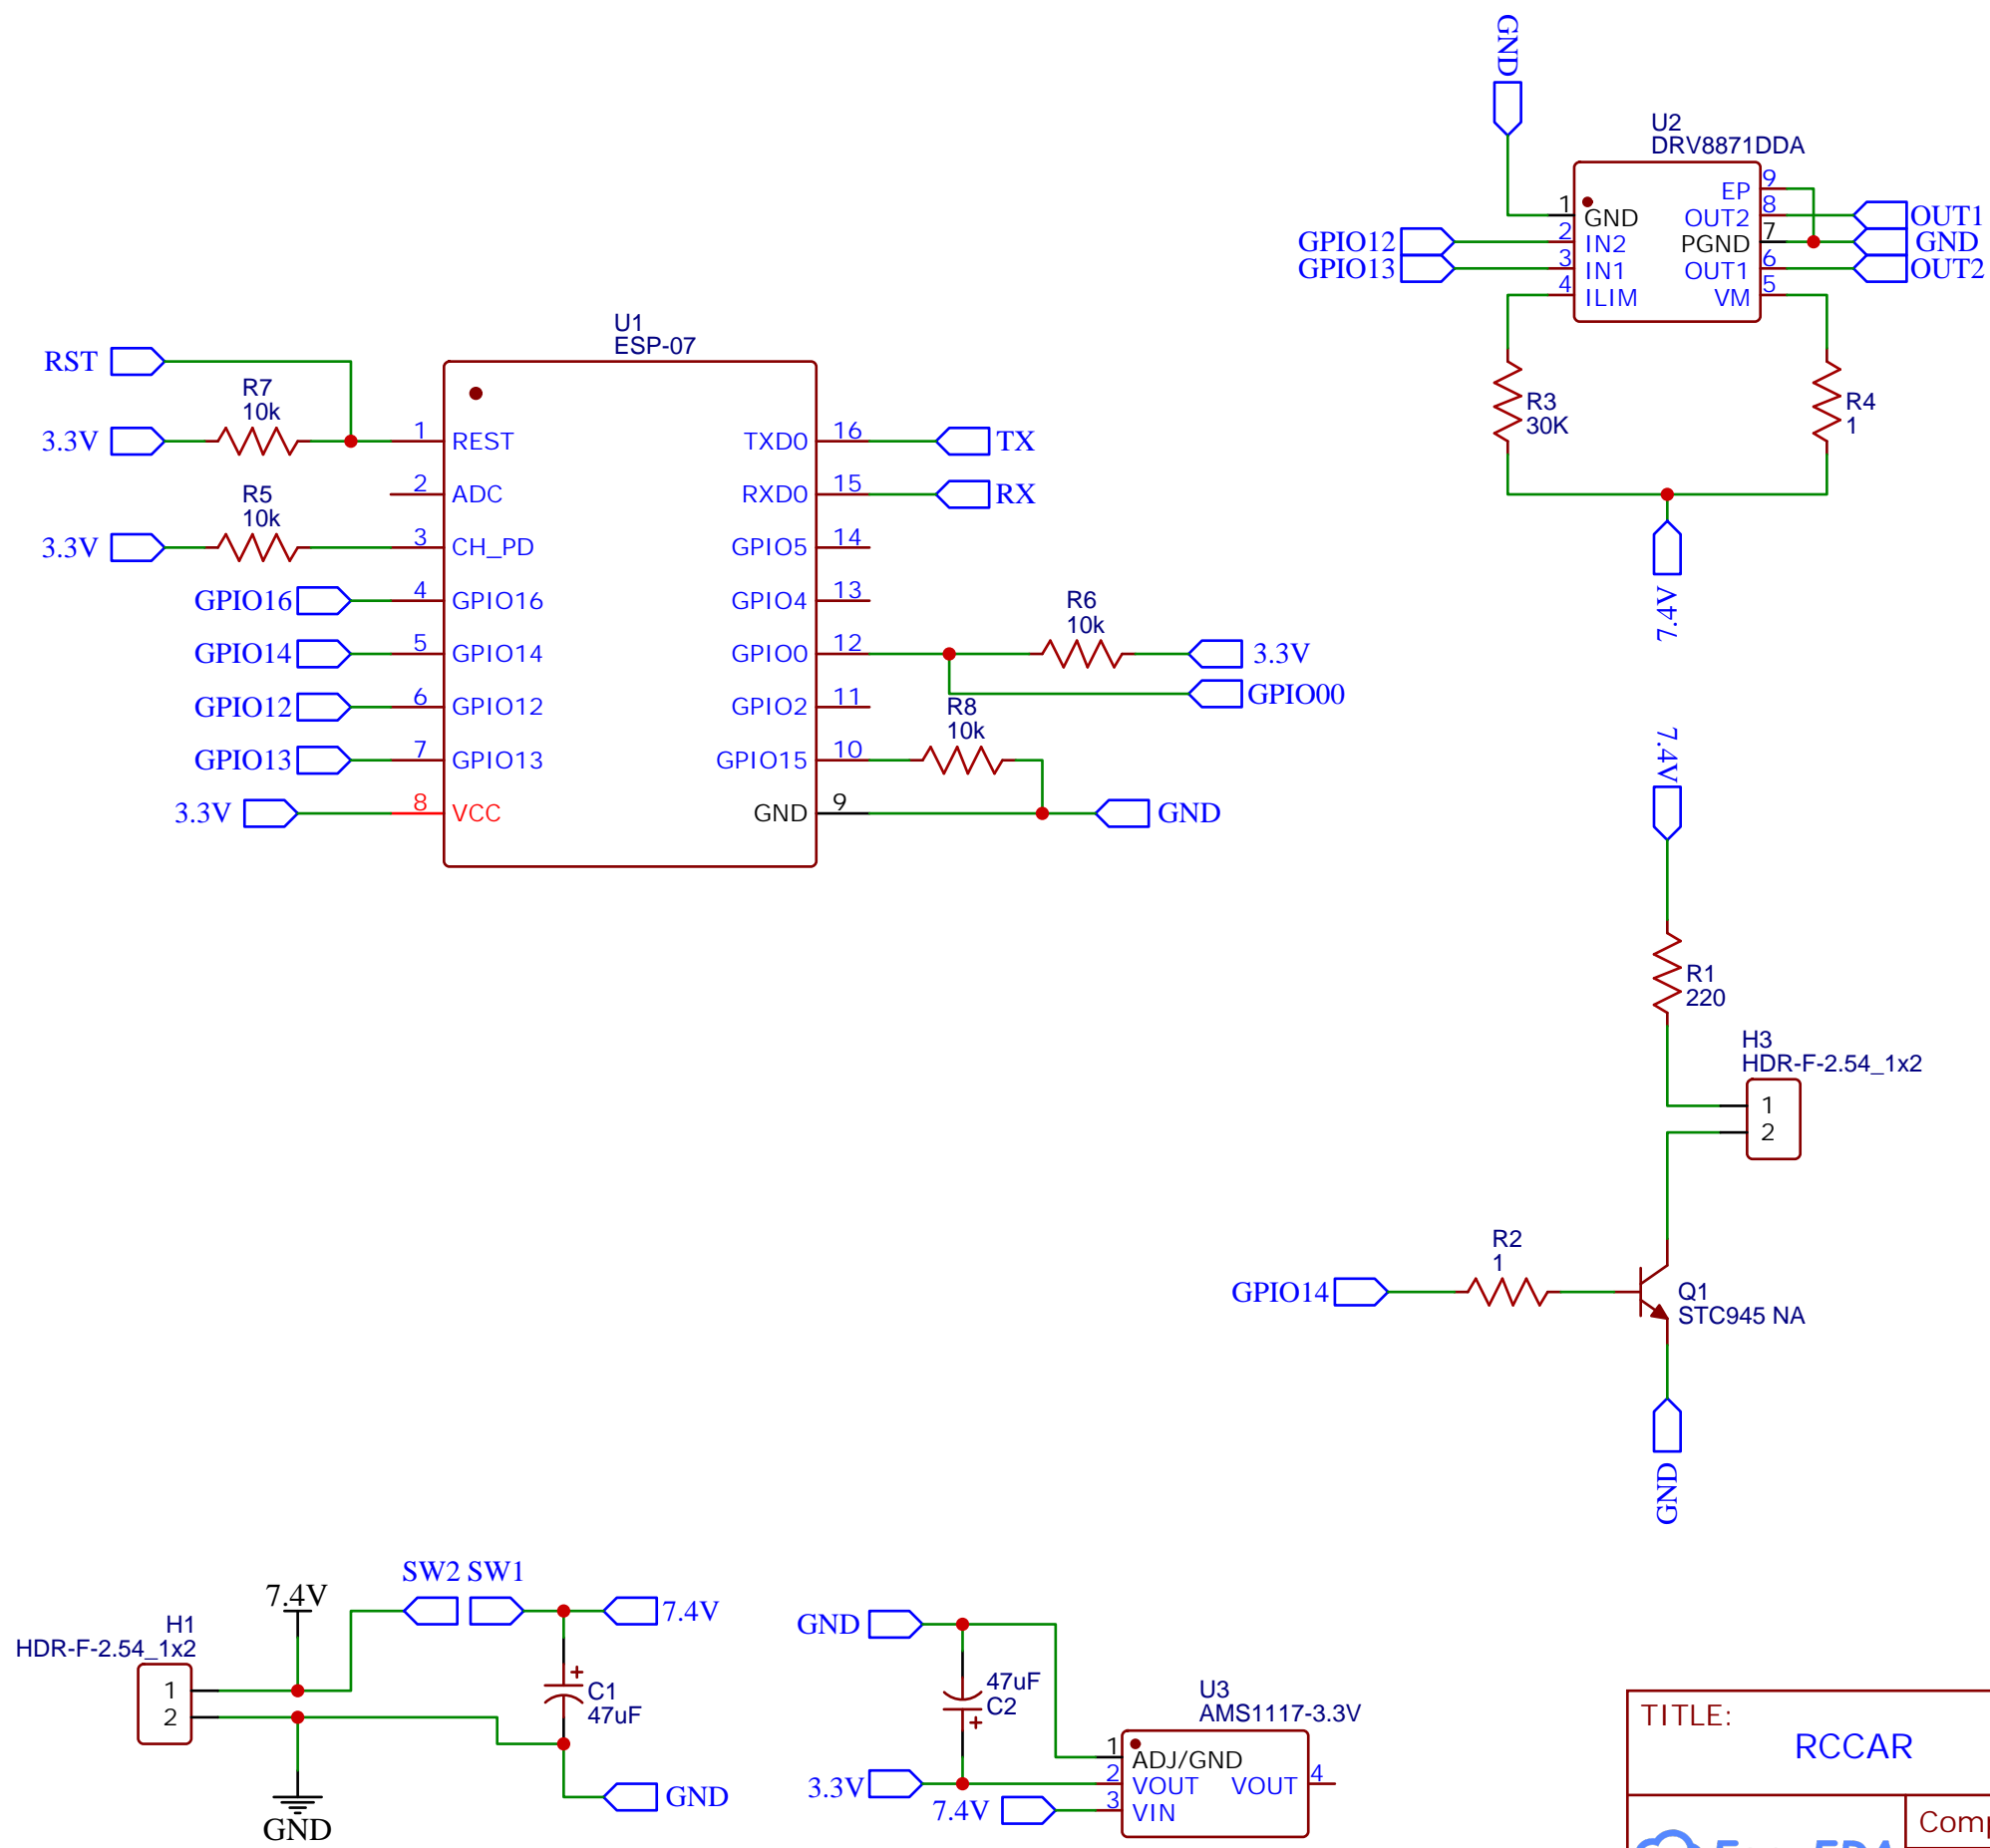 GND
U2
DRV8871DDA
1 GND
2 IN2
3 IN1
4 ILIM
EP 9
OUT2 8
PGND 7
OUT1 6
VM 5
GPIO12
GPIO13
OUT1
GND
OUT2
R3
30K
R4
1
7.4V
U1
ESP-07
RST
R7
10k
3.3V
R5
10k
3.3V
GPIO16
GPIO14
GPIO12
GPIO13
3.3V
1 REST
2 ADC
3 CH_PD
4 GPIO16
5 GPIO14
6 GPIO12
7 GPIO13
8 VCC
TXD0 16
RXD0 15
GPIO5 14
GPIO4 13
GPIO0 12
GPIO2 11
GPIO15 10
GND 9
TX
RX
R6
10k
3.3V
GPIO00
R8
10k
GND
7.4V
R1
220
H3
HDR-F-2.54_1x2
1
2
R2
1
GPIO14
Q1
STC945 NA
GND
SW2 SW1
7.4V
7.4V
H1
HDR-F-2.54_1x2
1
2
C1
47uF
GND
GND
GND
47uF
C2
U3
AMS1117-3.3V
1 ADJ/GND
2 VOUT VOUT 4
3 VIN
3.3V
7.4V
TITLE:
RCCAR